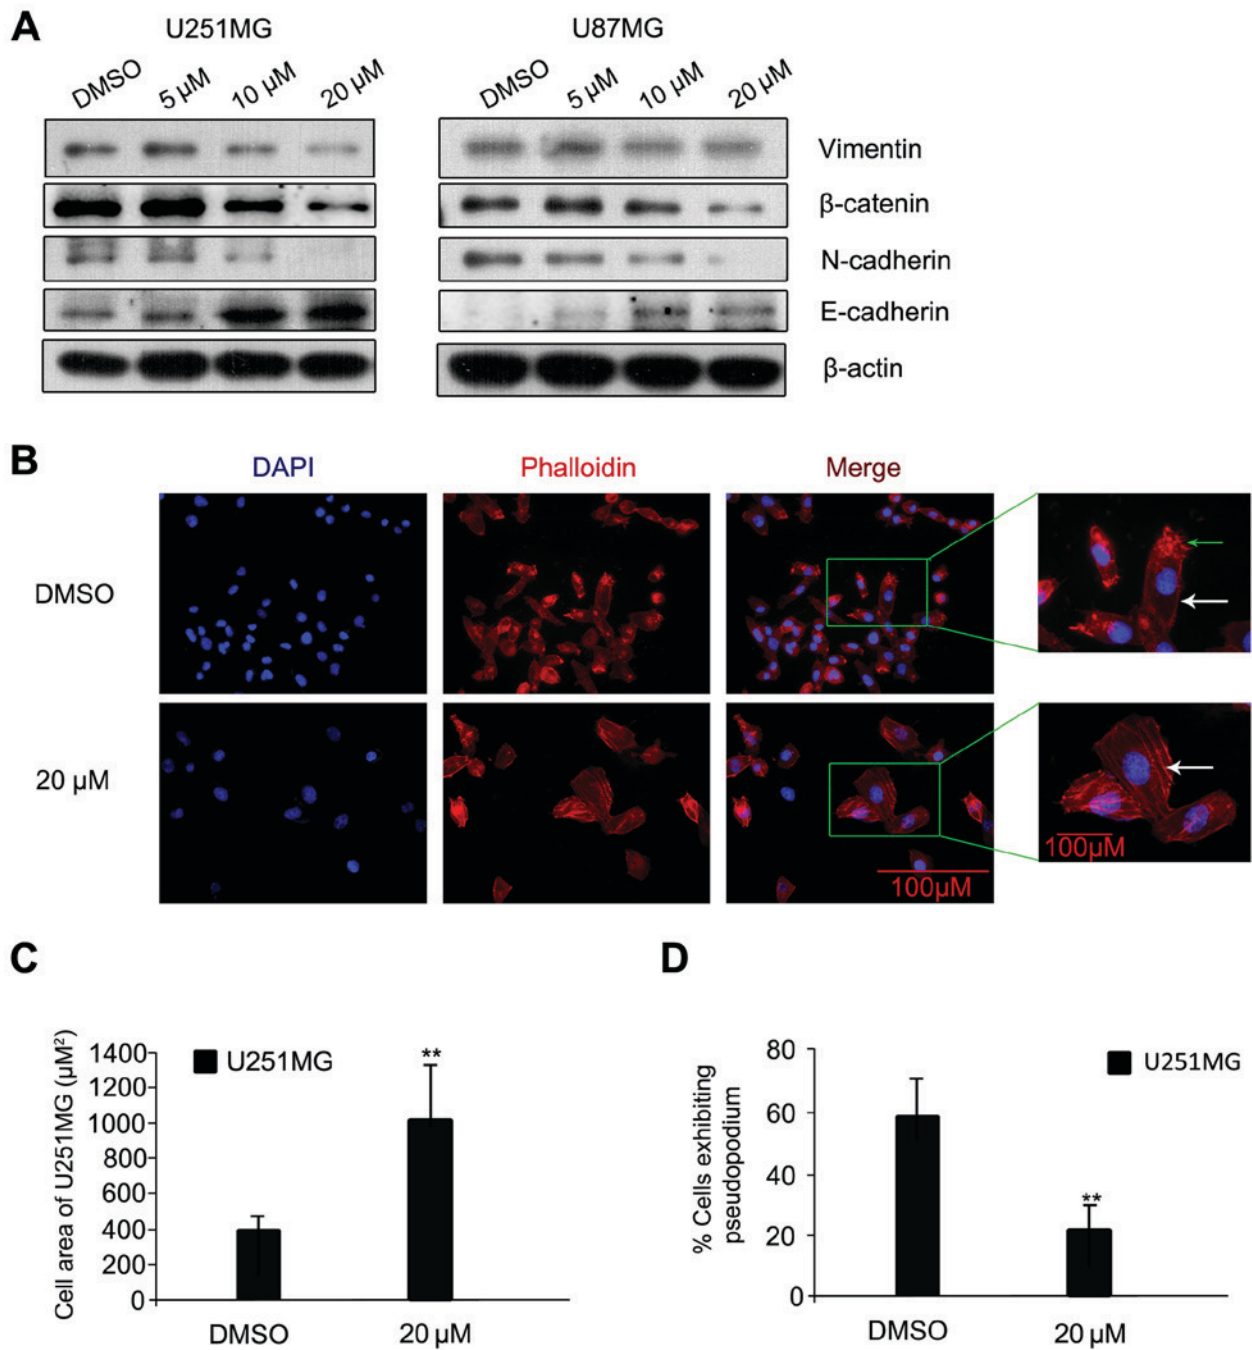 A
U251MG
U87MG
DMSO 5 µM 10 µM 20 µM
DMSO 5 µM 10 µM 20 µM
Vimentin
β-catenin
N-cadherin
E-cadherin
β-actin
B
DAPI
Phalloidin
Merge
DMSO
20 µM
100µM
100µM
C
Cell area of U251MG (µM²)
1400
1200
1000
800
600
400
200
0
U251MG
**
DMSO
20 µM
D
% Cells exhibiting
pseudopodium
80
60
40
20
0
U251MG
**
DMSO
20 µM